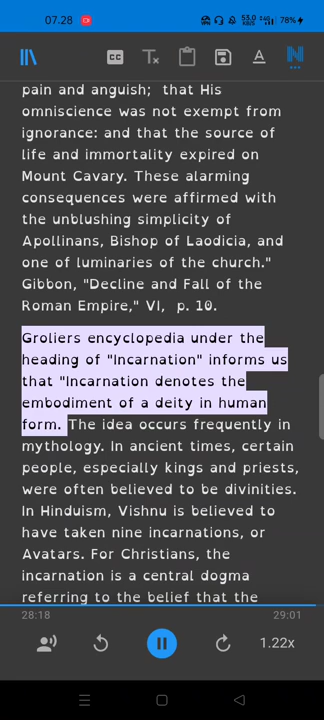 07.28
53.0 KB/S
78%
CC
T×
A
N
pain and anguish; that His
omniscience was not exempt from
ignorance: and that the source of
life and immortality expired on
Mount Cavary. These alarming
consequences were affirmed with
the unblushing simplicity of
Apollinans, Bishop of Laodicia, and
one of luminaries of the church."
Gibbon, "Decline and Fall of the
Roman Empire," VI, p. 10.
Groliers encyclopedia under the
heading of "Incarnation" informs us
that "Incarnation denotes the
embodiment of a deity in human
form. The idea occurs frequently in
mythology. In ancient times, certain
people, especially kings and priests,
were often believed to be divinities.
In Hinduism, Vishnu is believed to
have taken nine incarnations, or
Avatars. For Christians, the
incarnation is a central dogma
referring to the belief that the
28:18
29:01
1.22x